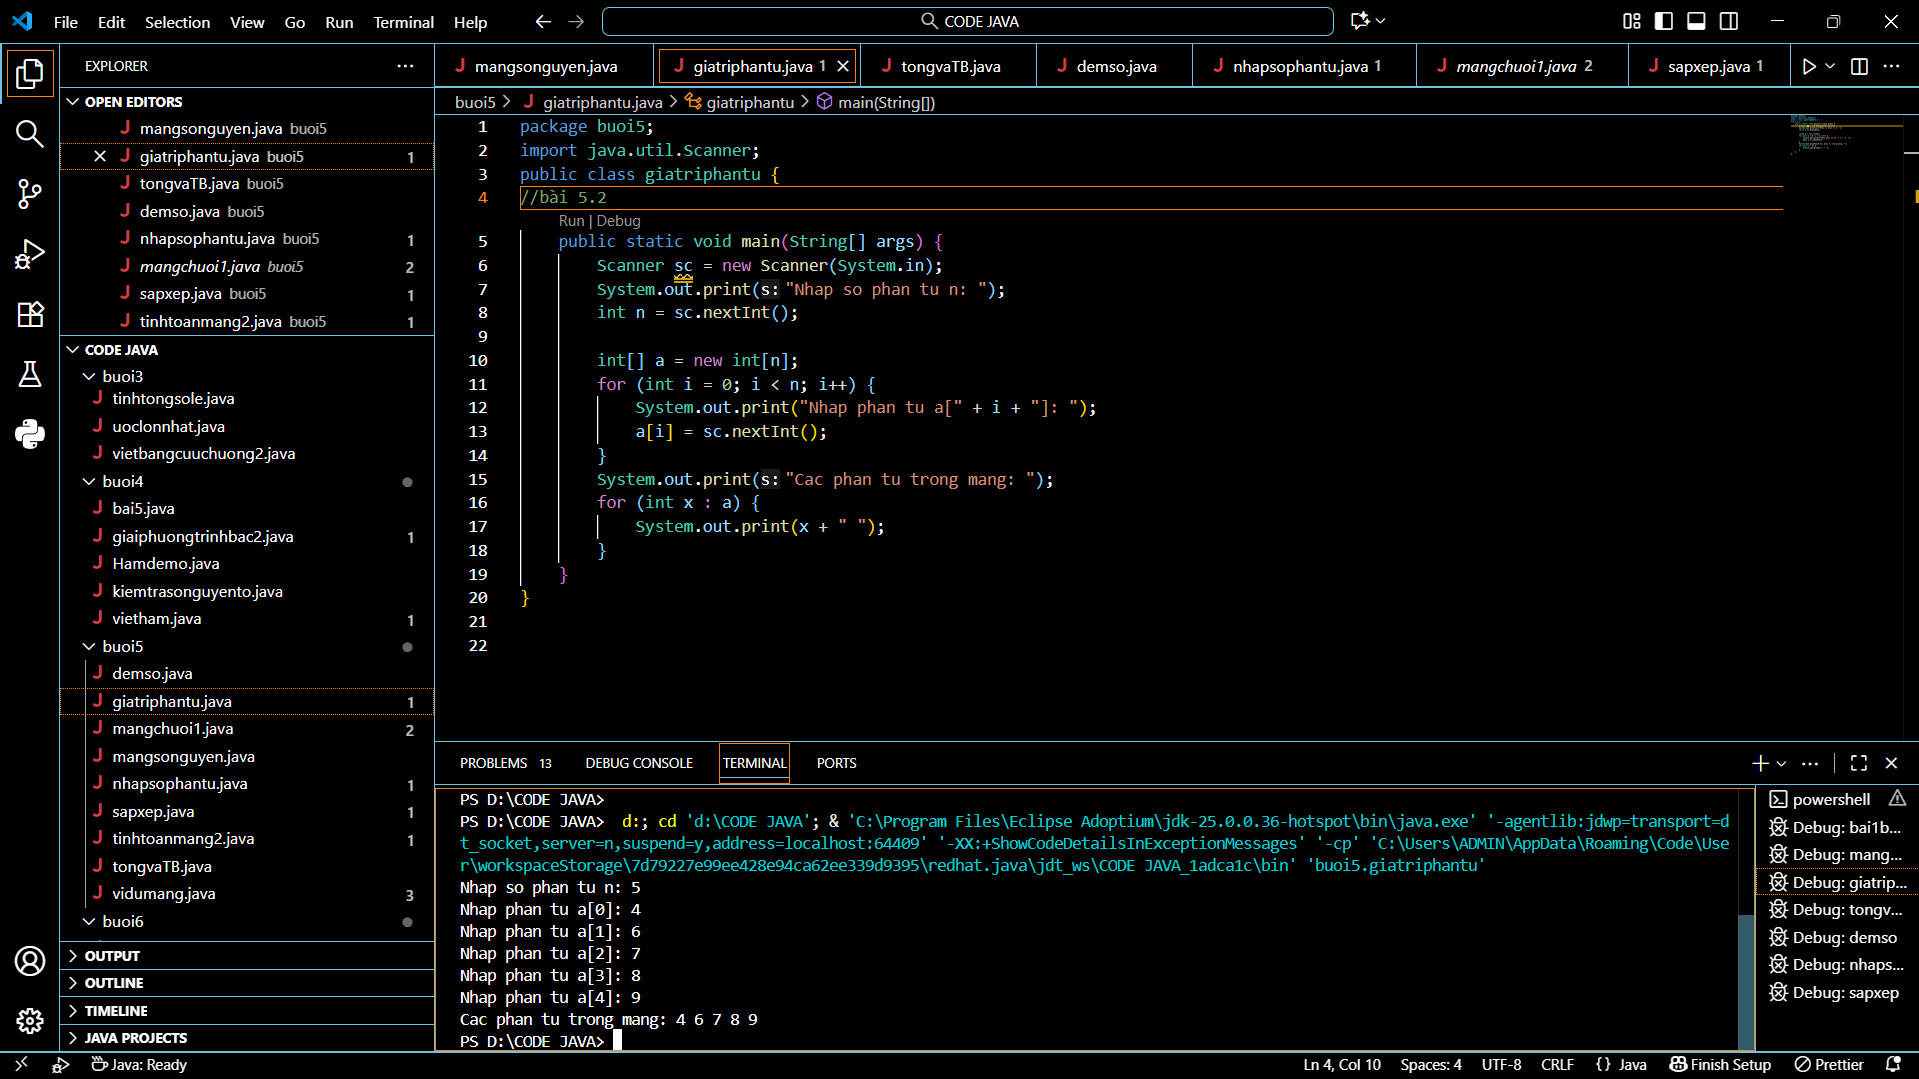 File Edit Selection View Go Run Terminal Help
CODE JAVA
EXPLORER
OPEN EDITORS
mangsonguyen.java buoi5
giatriphantu.java buoi5 1
tongvaTB.java buoi5
demso.java buoi5
nhapsophantu.java buoi5 1
mangchuoi1.java buoi5 2
sapxep.java buoi5 1
tinhtoanmang2.java buoi5 1
CODE JAVA
buoi3
tinhtongsole.java
uoclonnhat.java
vietbangcuuchuong2.java
buoi4
bai5.java
giaiphuongtrinhbac2.java 1
Hamdemo.java
kiemtrasonguyento.java
vietham.java 1
buoi5
demso.java
giatriphantu.java 1
mangchuoi1.java 2
mangsonguyen.java
nhapsophantu.java 1
sapxep.java 1
tinhtoanmang2.java 1
tongvaTB.java
vidumang.java 3
buoi6
OUTPUT
OUTLINE
TIMELINE
JAVA PROJECTS
mangsonguyen.java giatriphantu.java 1 tongvaTB.java demso.java nhapsophantu.java 1 mangchuoi1.java 2 sapxep.java 1
buoi5 > giatriphantu.java > giatriphantu > main(String[])
1 package buoi5;
2 import java.util.Scanner;
3 public class giatriphantu {
4 //bài 5.2
Run | Debug
5 public static void main(String[] args) {
6 Scanner sc = new Scanner(System.in);
7 System.out.print(s: "Nhap so phan tu n: ");
8 int n = sc.nextInt();
9
10 int[] a = new int[n];
11 for (int i = 0; i < n; i++) {
12 System.out.print("Nhap phan tu a[" + i + "]: ");
13 a[i] = sc.nextInt();
14 }
15 System.out.print(s: "Cac phan tu trong mang: ");
16 for (int x : a) {
17 System.out.print(x + " ");
18 }
19 }
20 }
21
22
PROBLEMS 13 DEBUG CONSOLE TERMINAL PORTS
PS D:\CODE JAVA>
PS D:\CODE JAVA> d:; cd 'd:\CODE JAVA'; & 'C:\Program Files\Eclipse Adoptium\jdk-25.0.0.36-hotspot\bin\java.exe' '-agentlib:jdwp=transport=d
t_socket,server=n,suspend=y,address=localhost:64409' '-XX:+ShowCodeDetailsInExceptionMessages' '-cp' 'C:\Users\ADMIN\AppData\Roaming\Code\Use
r\workspaceStorage\7d79227e99ee428e94ca62ee339d9395\redhat.java\jdt_ws\CODE JAVA_1adca1c\bin' 'buoi5.giatriphantu'
Nhap so phan tu n: 5
Nhap phan tu a[0]: 4
Nhap phan tu a[1]: 6
Nhap phan tu a[2]: 7
Nhap phan tu a[3]: 8
Nhap phan tu a[4]: 9
Cac phan tu trong mang: 4 6 7 8 9
PS D:\CODE JAVA>
powershell
Debug: bai1b...
Debug: mang...
Debug: giatrip...
Debug: tongv...
Debug: demso
Debug: nhaps...
Debug: sapxep
Java: Ready
Ln 4, Col 10 Spaces: 4 UTF-8 CRLF {} Java Finish Setup Prettier